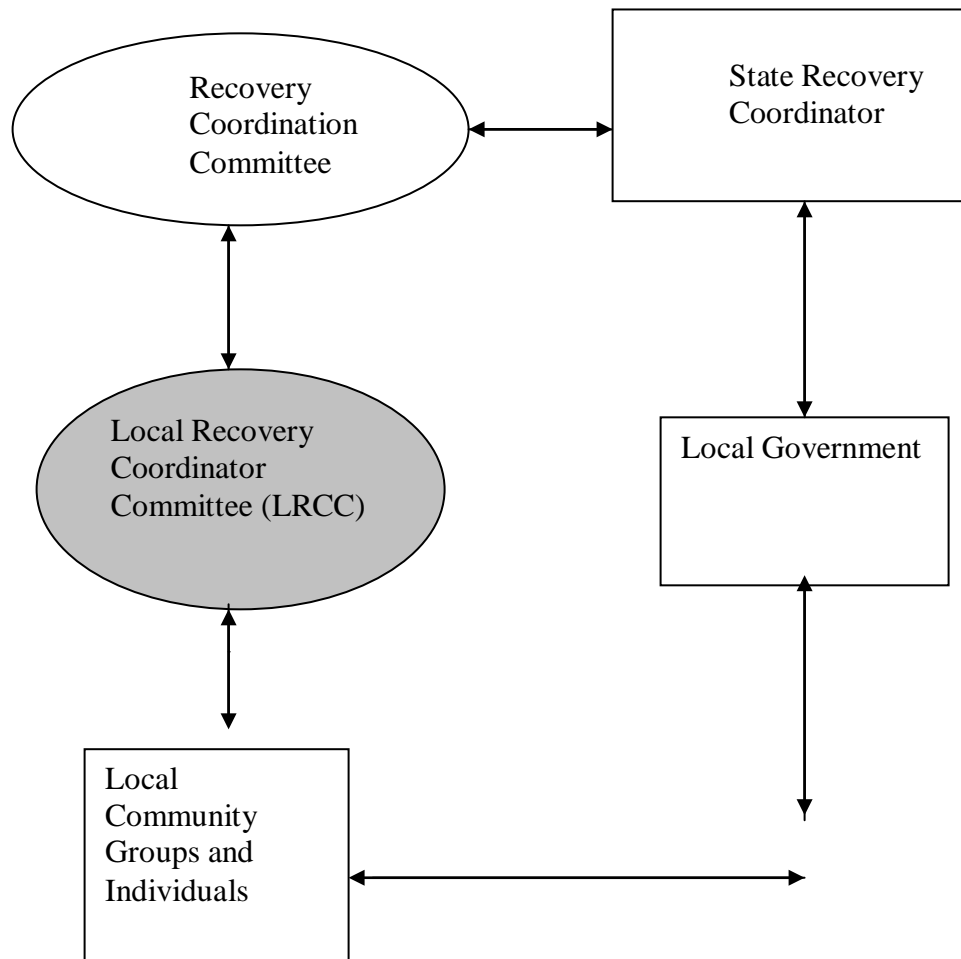 Recovery
Coordination
Committee
State Recovery
Coordinator
Local Recovery
Coordinator
Committee (LRCC)
Local Government
Local
Community
Groups and
Individuals